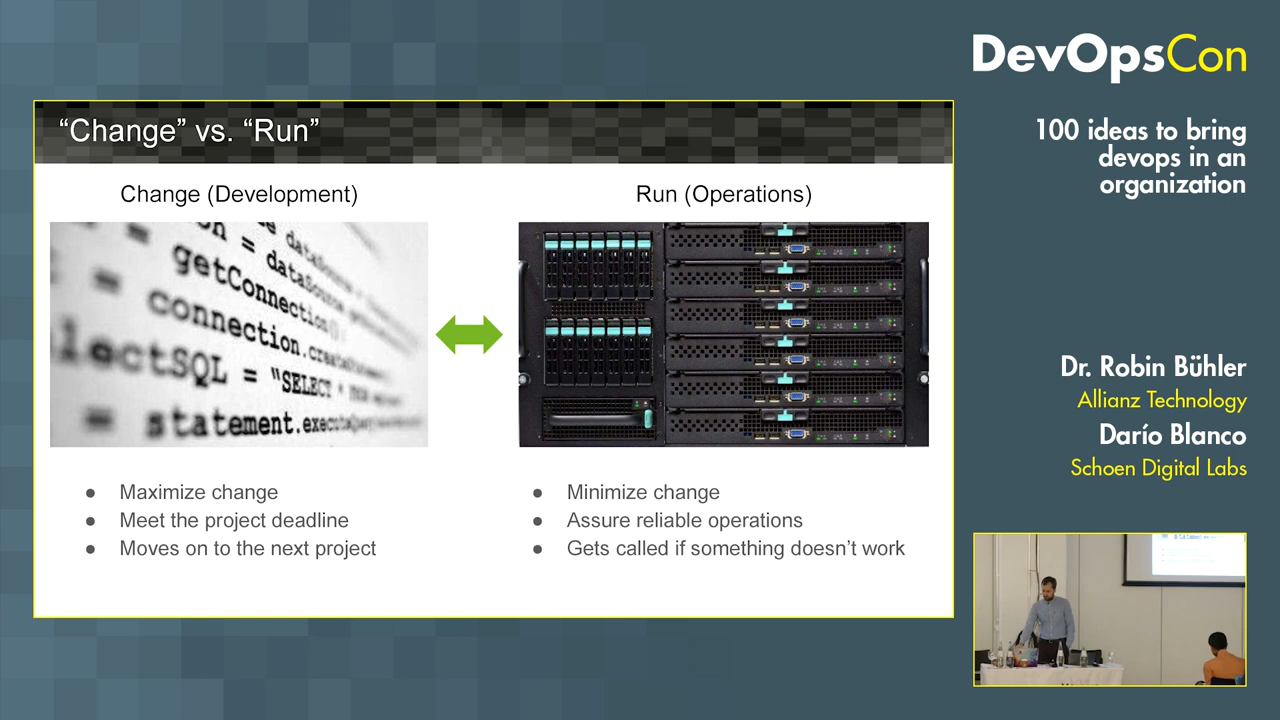 DevOpsCon
100 ideas to bring
devops in an
organization
“Change” vs. “Run”
Change (Development)
Run (Operations)
getConnection
= connection.
= "SELECT *
= statement.
● Maximize change
● Meet the project deadline
● Moves on to the next project
● Minimize change
● Assure reliable operations
● Gets called if something doesn’t work
Dr. Robin Bühler
Allianz Technology
Darío Blanco
Schoen Digital Labs